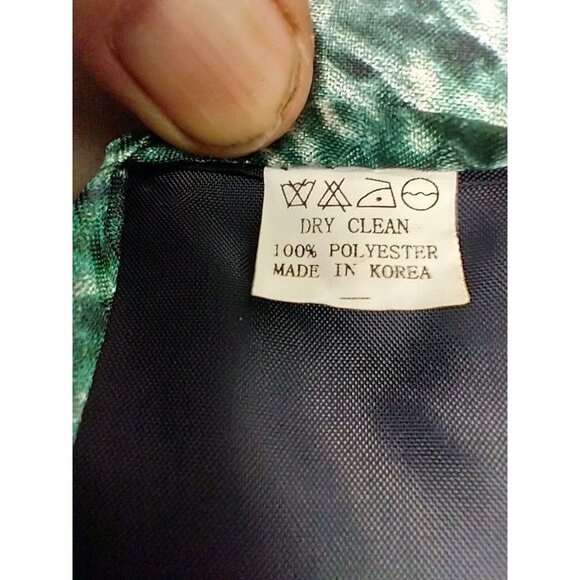 DRY CLEAN
100% POLYESTER
MADE IN KOREA